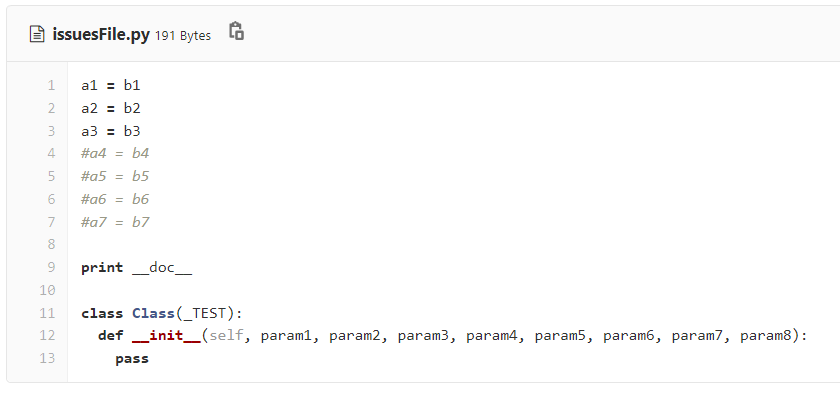 issuesFile.py 191 Bytes
1 a1 = b1
2 a2 = b2
3 a3 = b3
4 #a4 = b4
5 #a5 = b5
6 #a6 = b6
7 #a7 = b7
8
9 print __doc__
10
11 class Class(_TEST):
12   def __init__(self, param1, param2, param3, param4, param5, param6, param7, param8):
13     pass